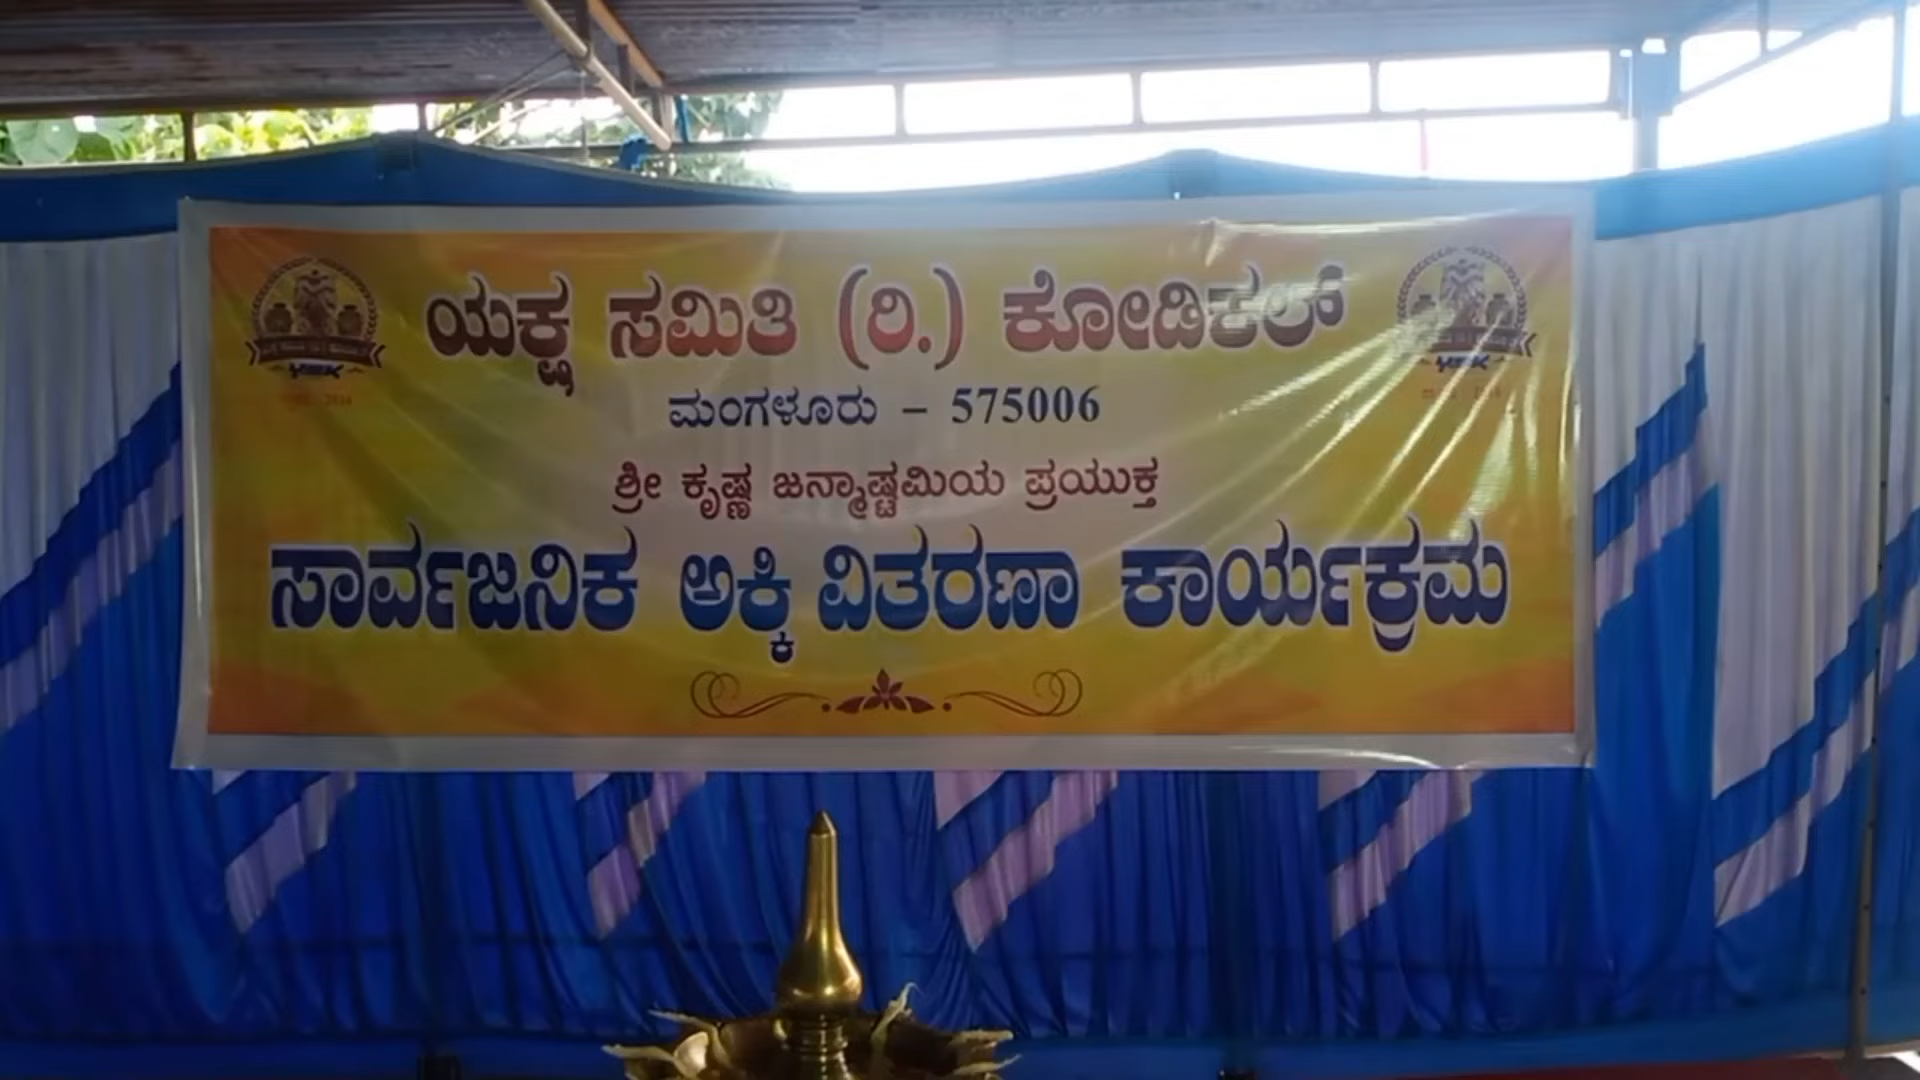 ಯಕ್ಷ ಸಮಿತಿ (ರಿ.) ಕೋಡಿಕಲ್
ಮಂಗಳೂರು – 575006
ಶ್ರೀ ಕೃಷ್ಣ ಜನ್ಮಾಷ್ಟಮಿಯ ಪ್ರಯುಕ್ತ
ಸಾರ್ವಜನಿಕ ಅಕ್ಕಿ ವಿತರಣಾ ಕಾರ್ಯಕ್ರಮ